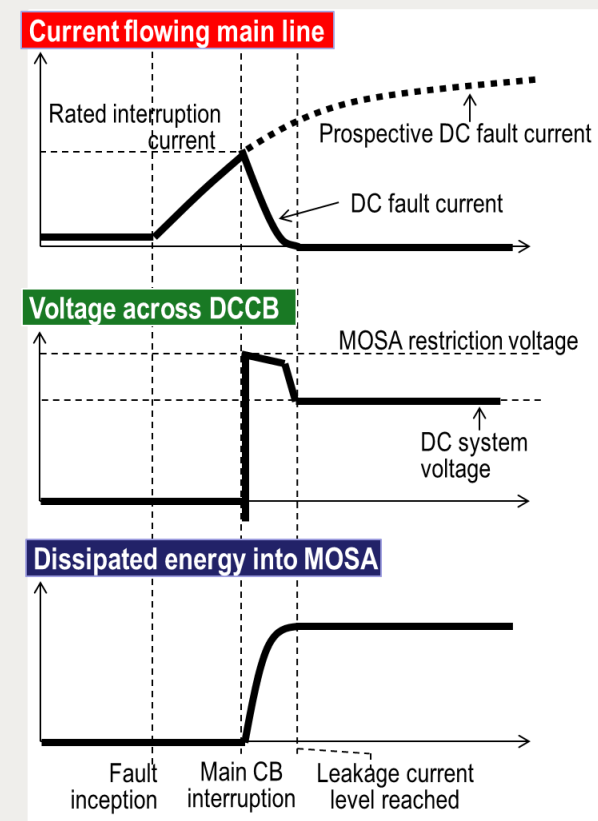 Current flowing main line
Rated interruption
current
Prospective DC fault current
DC fault current
Voltage across DCCB
MOSA restriction voltage
DC system
voltage
Dissipated energy into MOSA
Fault
inception
Main CB
interruption
Leakage current
level reached